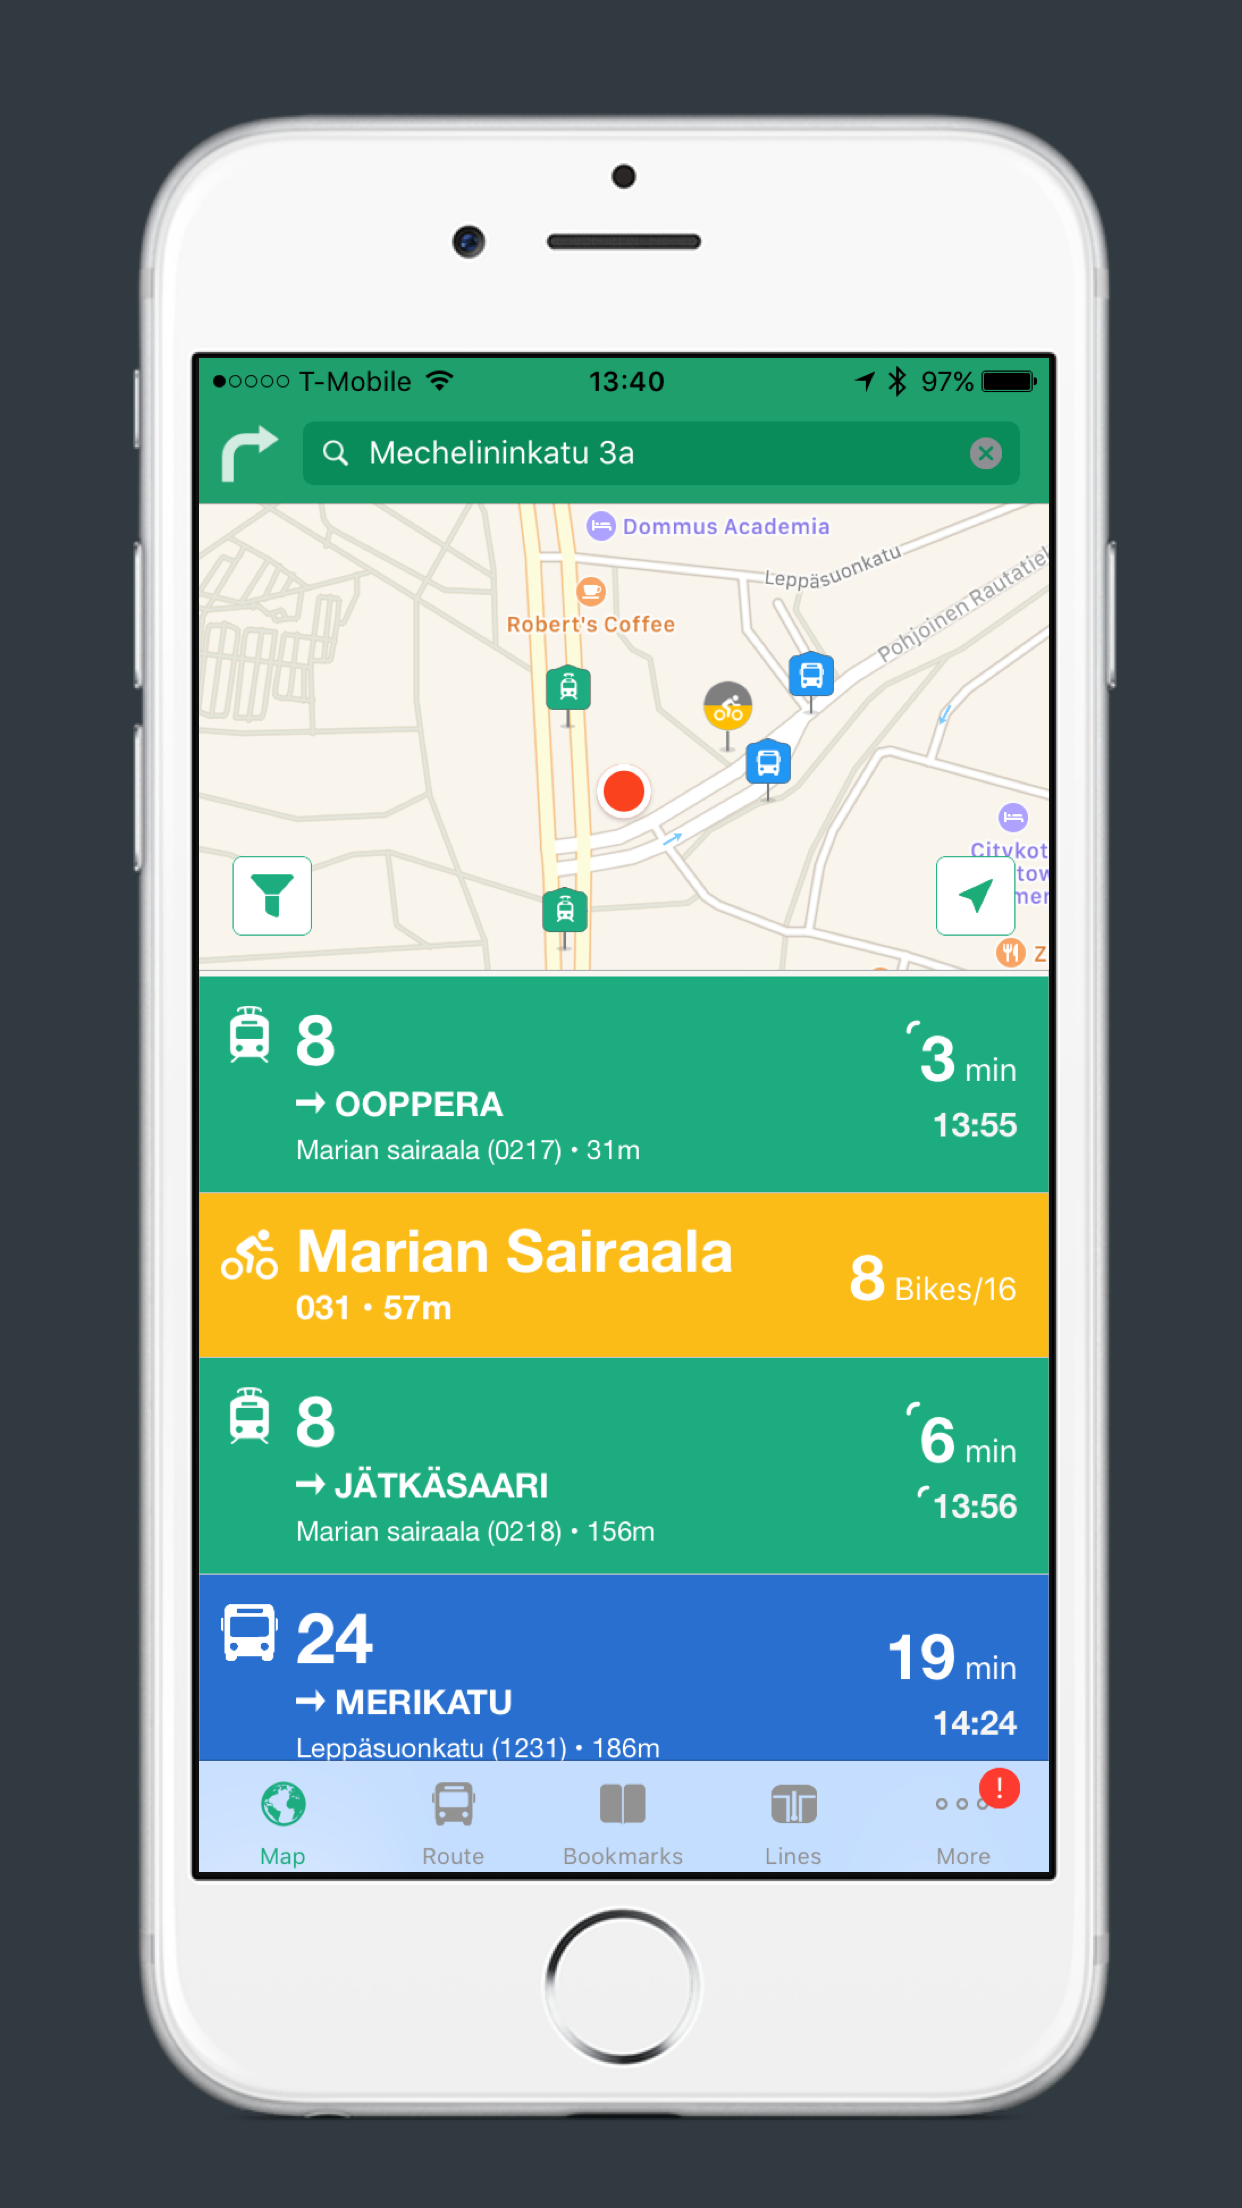 T-Mobile 13:40 97%
Mechelininkatu 3a
Dommus Academia
Leppäsuonkatu
Pohjoinen Rautatiek
Robert's Coffee
Citykot
tow
mer
Z
8
3 min
→ OOPPERA
13:55
Marian sairaala (0217) • 31m
Marian Sairaala
8 Bikes/16
031 • 57m
8
6 min
→ JÄTKÄSAARI
13:56
Marian sairaala (0218) • 156m
24
19 min
→ MERIKATU
14:24
Leppäsuonkatu (1231) • 186m
!
Map Route Bookmarks Lines More